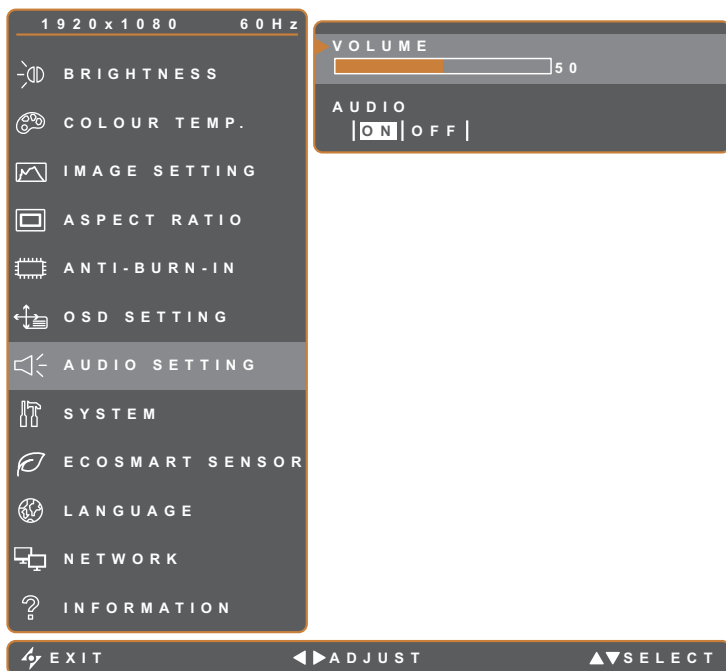 1920x1080 60Hz
BRIGHTNESS
COLOUR TEMP.
IMAGE SETTING
ASPECT RATIO
ANTI-BURN-IN
OSD SETTING
AUDIO SETTING
SYSTEM
ECOSMART SENSOR
LANGUAGE
NETWORK
INFORMATION
VOLUME
50
AUDIO
ON OFF
EXIT ADJUST SELECT